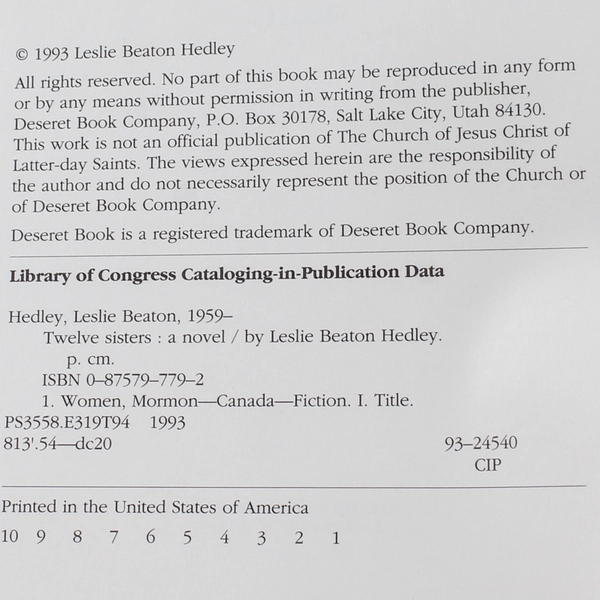 © 1993 Leslie Beaton Hedley
All rights reserved. No part of this book may be reproduced in any form
or by any means without permission in writing from the publisher,
Deseret Book Company, P.O. Box 30178, Salt Lake City, Utah 84130.
This work is not an official publication of The Church of Jesus Christ of
Latter-day Saints. The views expressed herein are the responsibility of
the author and do not necessarily represent the position of the Church or
of Deseret Book Company.
Deseret Book is a registered trademark of Deseret Book Company.
Library of Congress Cataloging-in-Publication Data
Hedley, Leslie Beaton, 1959–
Twelve sisters : a novel / by Leslie Beaton Hedley.
p. cm.
ISBN 0–87579–779–2
1. Women, Mormon—Canada—Fiction. I. Title.
PS3558.E319T94 1993
813'.54—dc20 93–24540
CIP
Printed in the United States of America
10 9 8 7 6 5 4 3 2 1